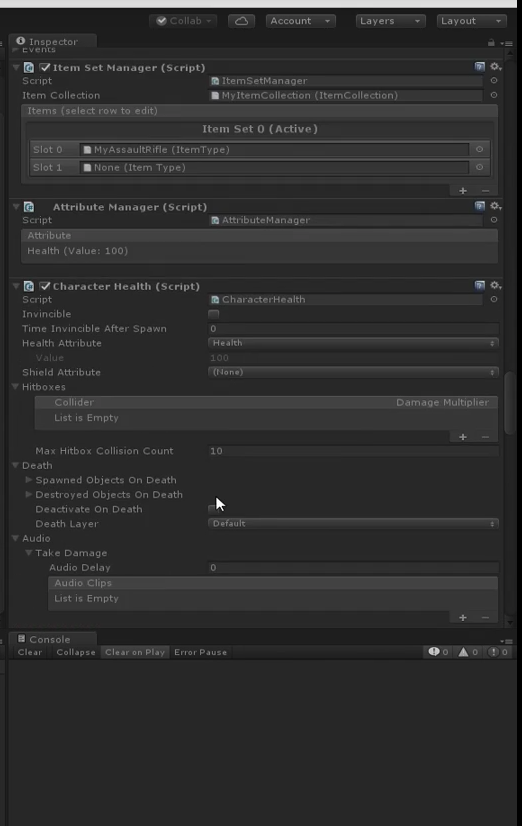 Collab
Account
Layers
Layout
Inspector
Events
Item Set Manager (Script)
Script ItemSetManager
Item Collection MyItemCollection (ItemCollection)
Items (select row to edit)
Item Set 0 (Active)
Slot 0 MyAssaultRifle (ItemType)
Slot 1 None (Item Type)
Attribute Manager (Script)
Script AttributeManager
Attribute
Health (Value: 100)
Character Health (Script)
Script CharacterHealth
Invincible
Time Invincible After Spawn 0
Health Attribute Health
Value 100
Shield Attribute (None)
Hitboxes
Collider Damage Multiplier
List is Empty
Max Hitbox Collision Count 10
Death
Spawned Objects On Death
Destroyed Objects On Death
Deactivate On Death
Death Layer Default
Audio
Take Damage
Audio Delay 0
Audio Clips
List is Empty
Console
Clear Collapse Clear on Play Error Pause 0 0 0